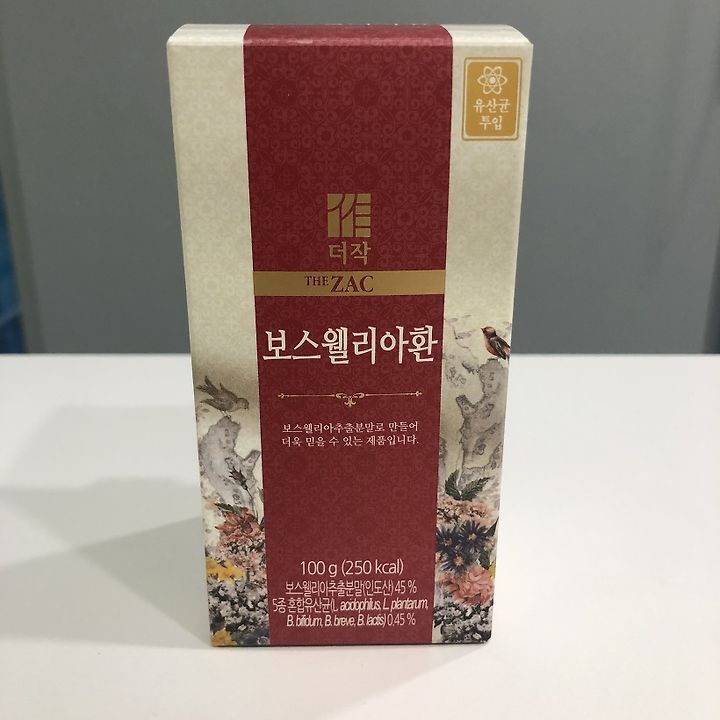 유산균
투입
作
더작
THE ZAC
보스웰리아환
보스웰리아추출분말로 만들어
더욱 믿을 수 있는 제품입니다.
100 g (250 kcal)
보스웰리아추출분말(인도산) 45 %
5종 혼합유산균(L. acidophilus, L. plantarum,
B. bifidum, B. breve, B. lactis) 0.45 %